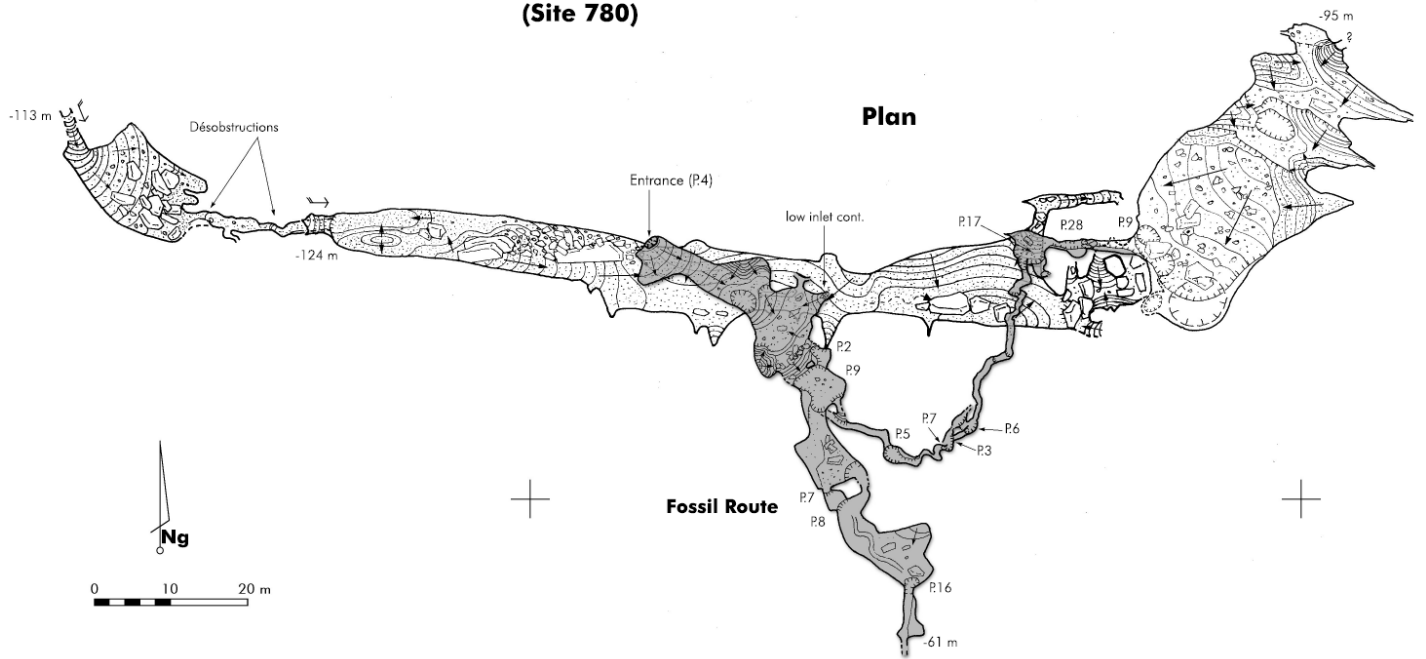 (Site 780)
-95 m
?
-113 m
Plan
Désobstructions
Entrance (P.4)
low inlet cont.
P.17
P.28
P.9
-124 m
P.2
P.9
P.5
P.7
P.6
P.3
Fossil Route
P.7
P.8
Ng
P.16
0 10 20 m
-61 m